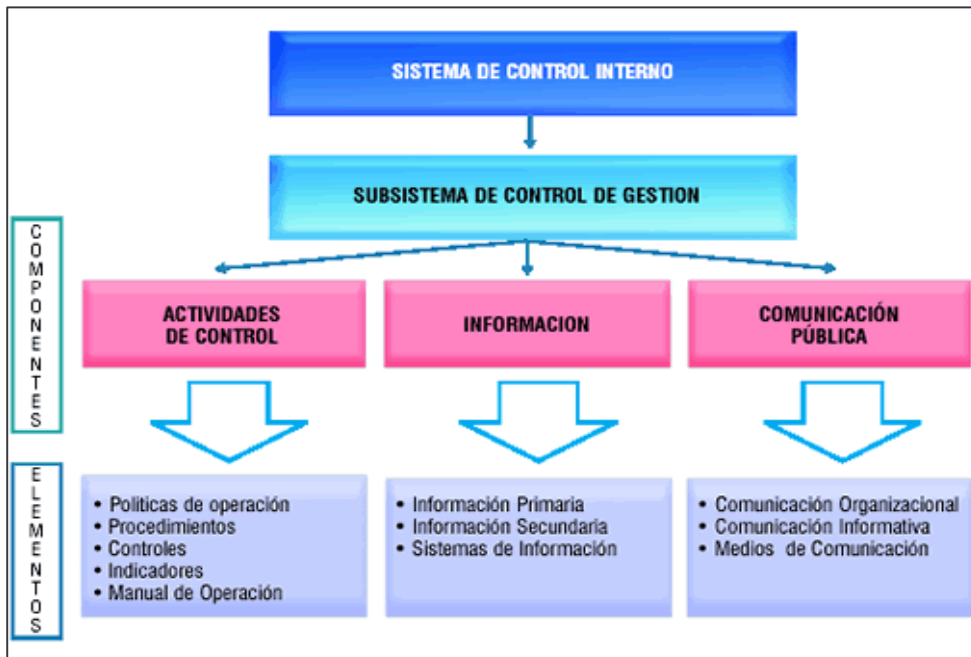 SISTEMA DE CONTROL INTERNO
SUBSISTEMA DE CONTROL DE GESTION
COMPONENTES
ACTIVIDADES
DE CONTROL
INFORMACION
COMUNICACIÓN
PÚBLICA
ELEMENTOS
• Politicas de operación
• Procedimientos
• Controles
• Indicadores
• Manual de Operación
• Información Primaria
• Información Secundaria
• Sistemas de Información
• Comunicación Organizacional
• Comunicación Informativa
• Medios de Comunicación